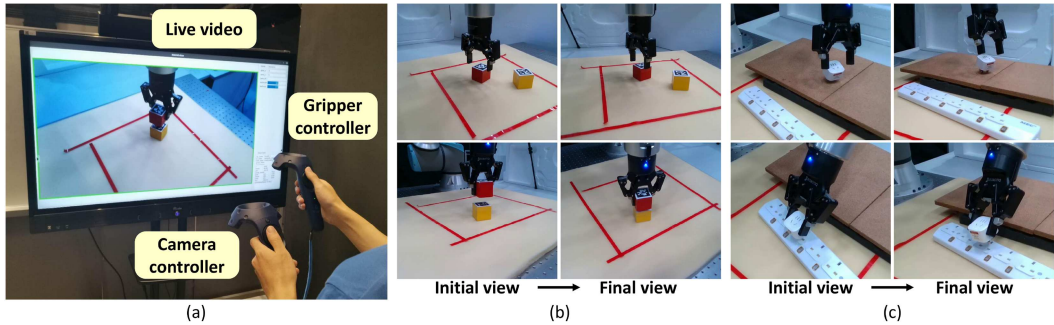 Live video
Gripper
controller
Camera
controller
Initial view
Final view
Initial view
Final view
(a)
(b)
(c)